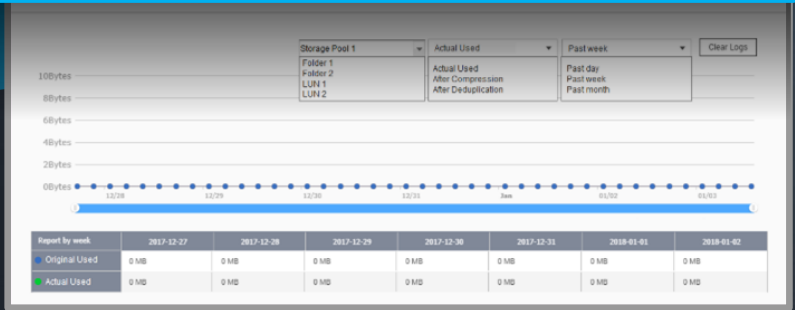 Storage Pool 1 Actual Used Past week Clear Logs
Folder 1
Folder 2
LUN 1
LUN 2
Actual Used
After Compression
After Deduplication
Past day
Past week
Past month
10Bytes
8Bytes
6Bytes
4Bytes
2Bytes
0Bytes
12/28 12/29 12/30 12/31 Jan 01/02 01/03
Report by week 2017-12-27 2017-12-28 2017-12-29 2017-12-30 2017-12-31 2018-01-01 2018-01-02
Original Used 0 MB 0 MB 0 MB 0 MB 0 MB 0 MB 0 MB
Actual Used 0 MB 0 MB 0 MB 0 MB 0 MB 0 MB 0 MB